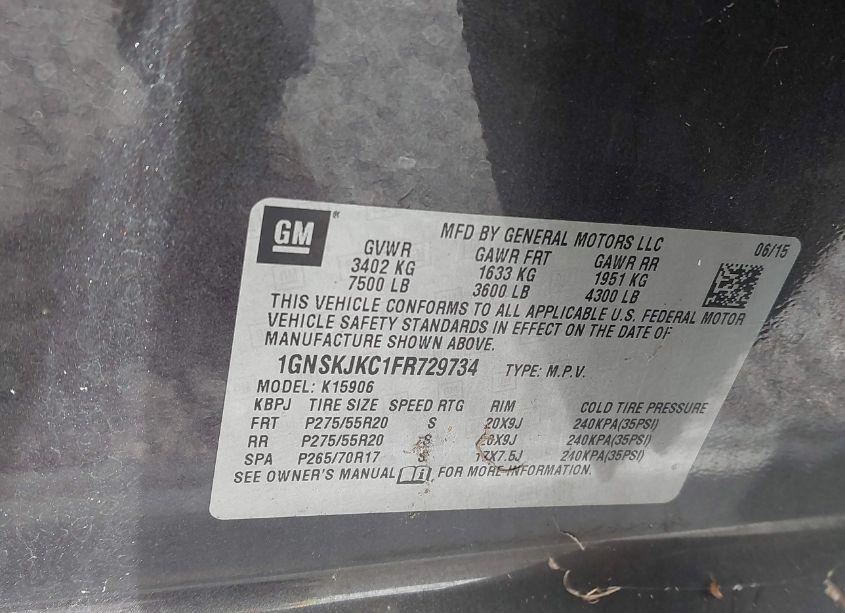 GM ®
MFD BY GENERAL MOTORS LLC 06/15
GVWR GAWR FRT GAWR RR
3402 KG 1633 KG 1951 KG
7500 LB 3600 LB 4300 LB
THIS VEHICLE CONFORMS TO ALL APPLICABLE U.S. FEDERAL MOTOR
VEHICLE SAFETY STANDARDS IN EFFECT ON THE DATE OF
MANUFACTURE SHOWN ABOVE.
1GNSKJKC1FR729734 TYPE: M.P.V.
MODEL: K15906
KBPJ TIRE SIZE SPEED RTG RIM COLD TIRE PRESSURE
FRT P275/55R20 S 20X9J 240KPA(35PSI)
RR P275/55R20 S 20X9J 240KPA(35PSI)
SPA P265/70R17 S 17X7.5J 240KPA(35PSI)
SEE OWNER'S MANUAL i , FOR MORE INFORMATION.